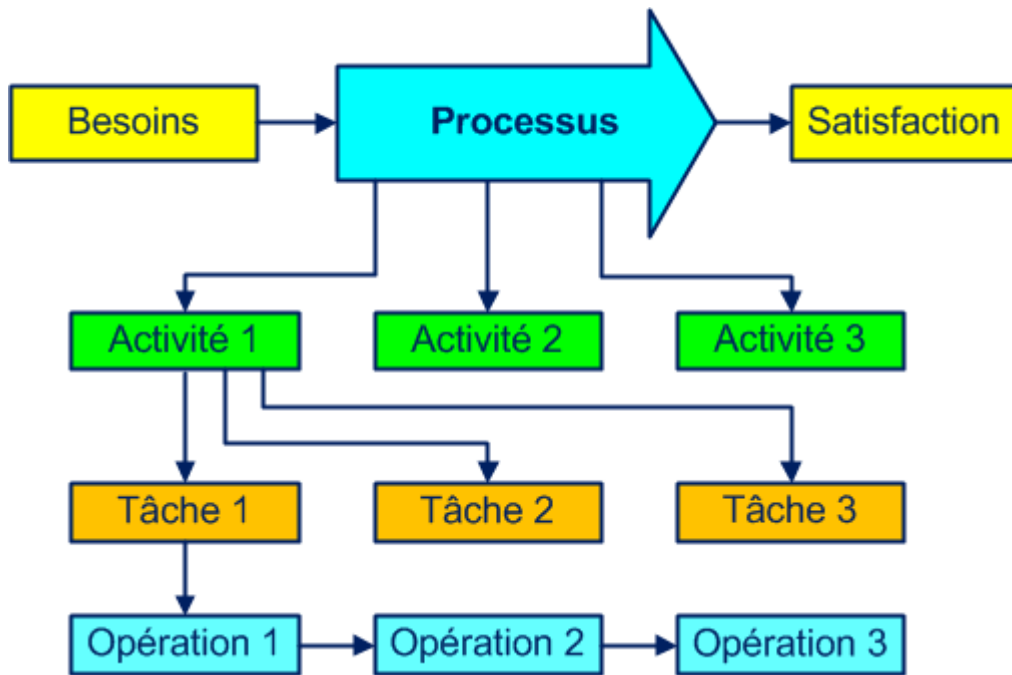 Besoins
Processus
Satisfaction
Activité 1
Activité 2
Activité 3
Tâche 1
Tâche 2
Tâche 3
Opération 1
Opération 2
Opération 3